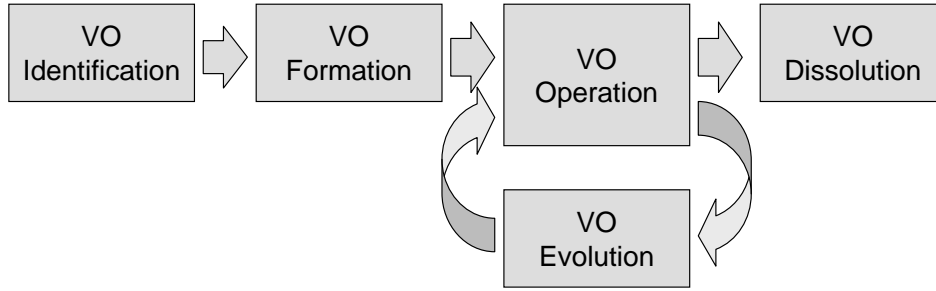 VO
Identification
VO
Formation
VO
Operation
VO
Dissolution
VO
Evolution